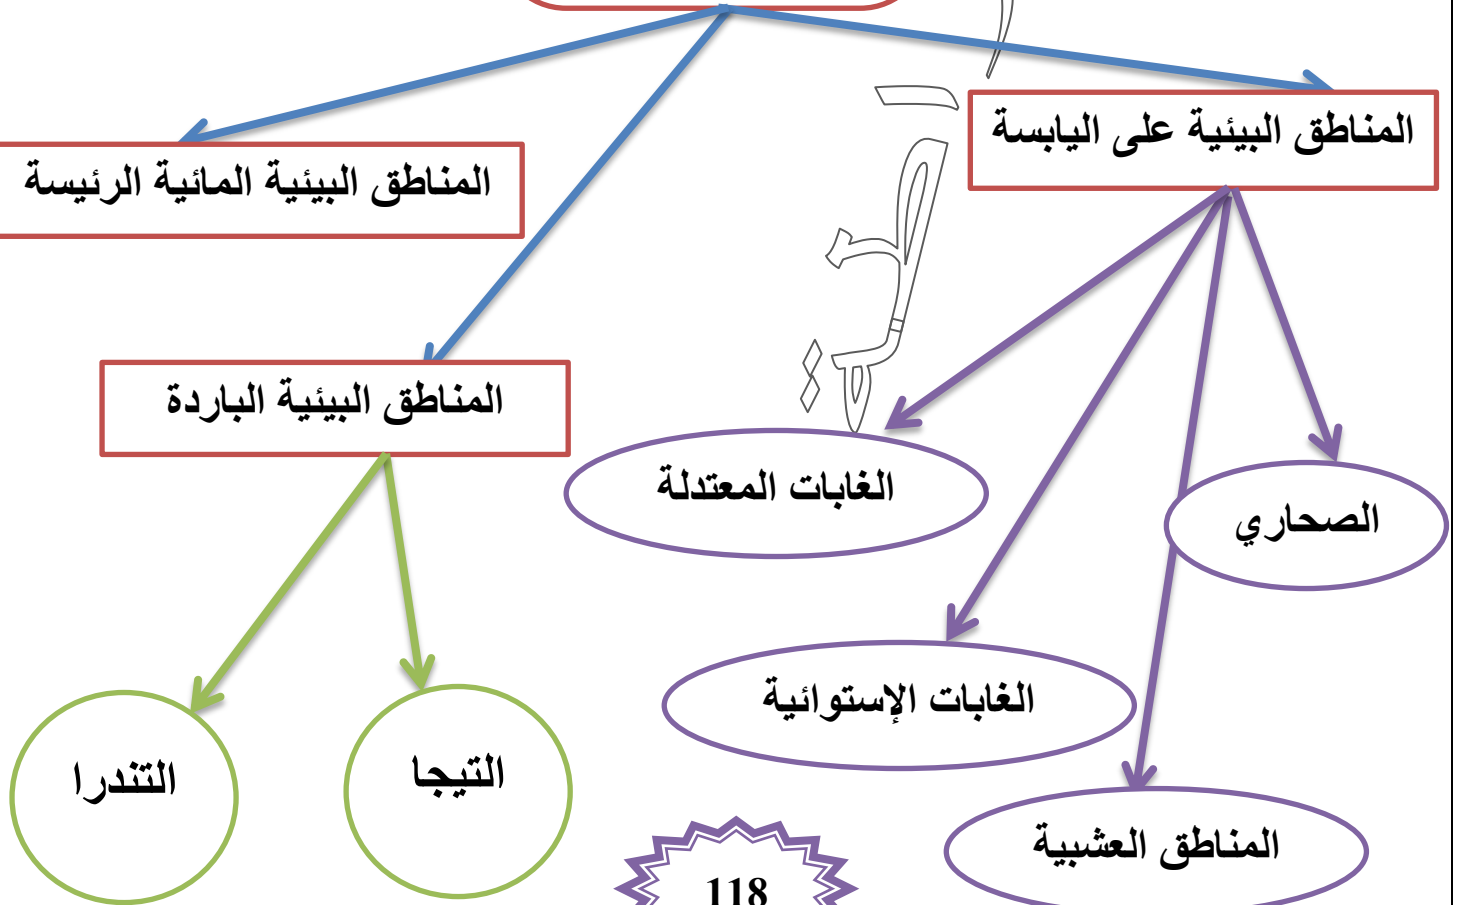 المناطق البيئية على اليابسة
المناطق البيئية المائية الرئيسة
المناطق البيئية الباردة
الغابات المعتدلة
الصحاري
الغابات الإستوائية
التيجا
التندرا
المناطق العشبية
118